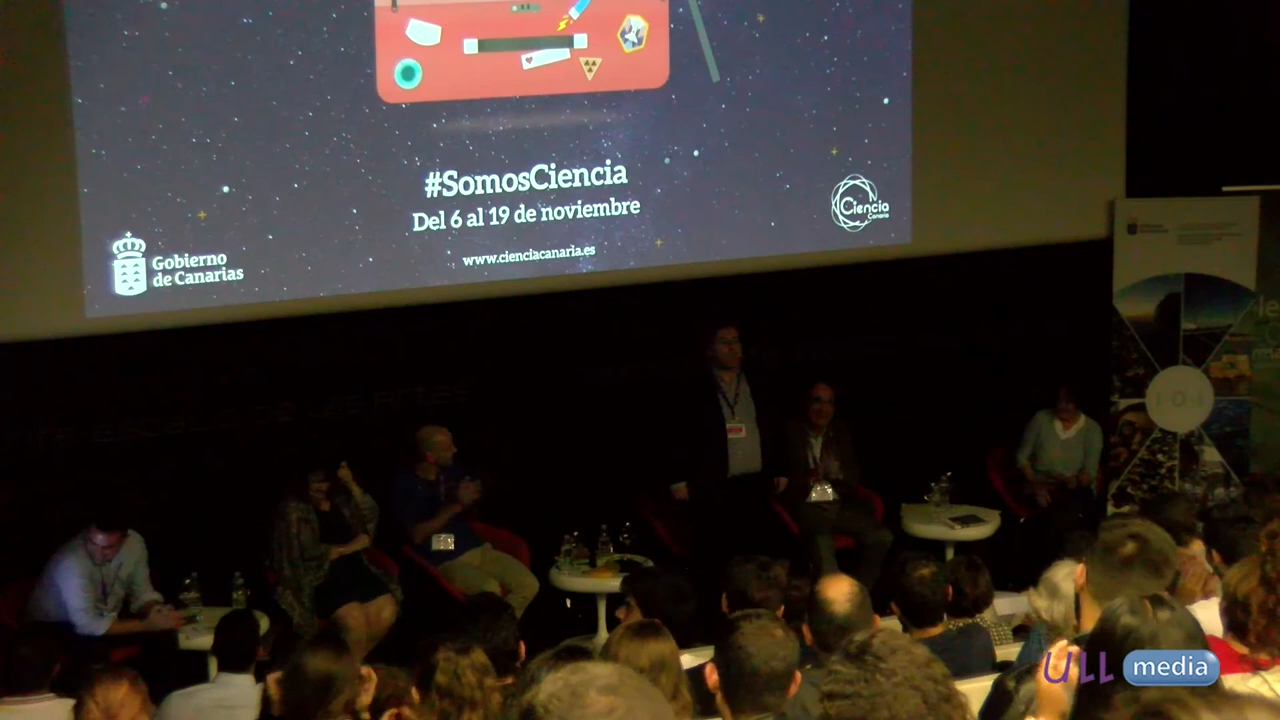 #SomosCiencia
Del 6 al 19 de noviembre
www.cienciacanaria.es
Gobierno
de Canarias
Ciencia
Canaria
ULL
media